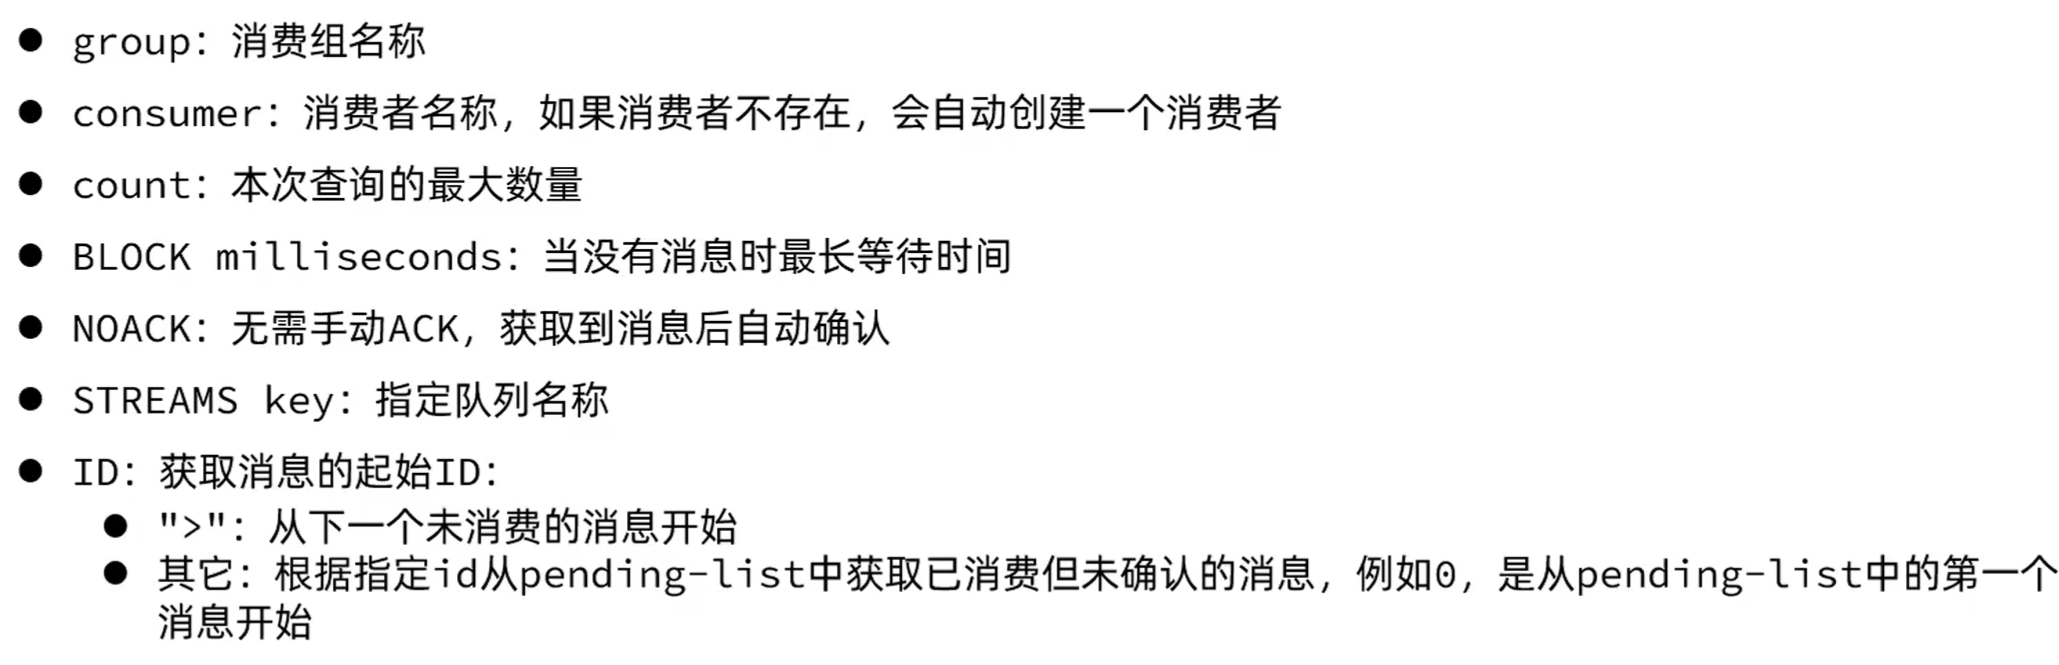 ● group：消费组名称
● consumer：消费者名称，如果消费者不存在，会自动创建一个消费者
● count：本次查询的最大数量
● BLOCK milliseconds：当没有消息时最长等待时间
● NOACK：无需手动ACK，获取到消息后自动确认
● STREAMS key：指定队列名称
● ID：获取消息的起始ID：
● ">"：从下一个未消费的消息开始
● 其它：根据指定id从pending-list中获取已消费但未确认的消息，例如0，是从pending-list中的第一个
消息开始